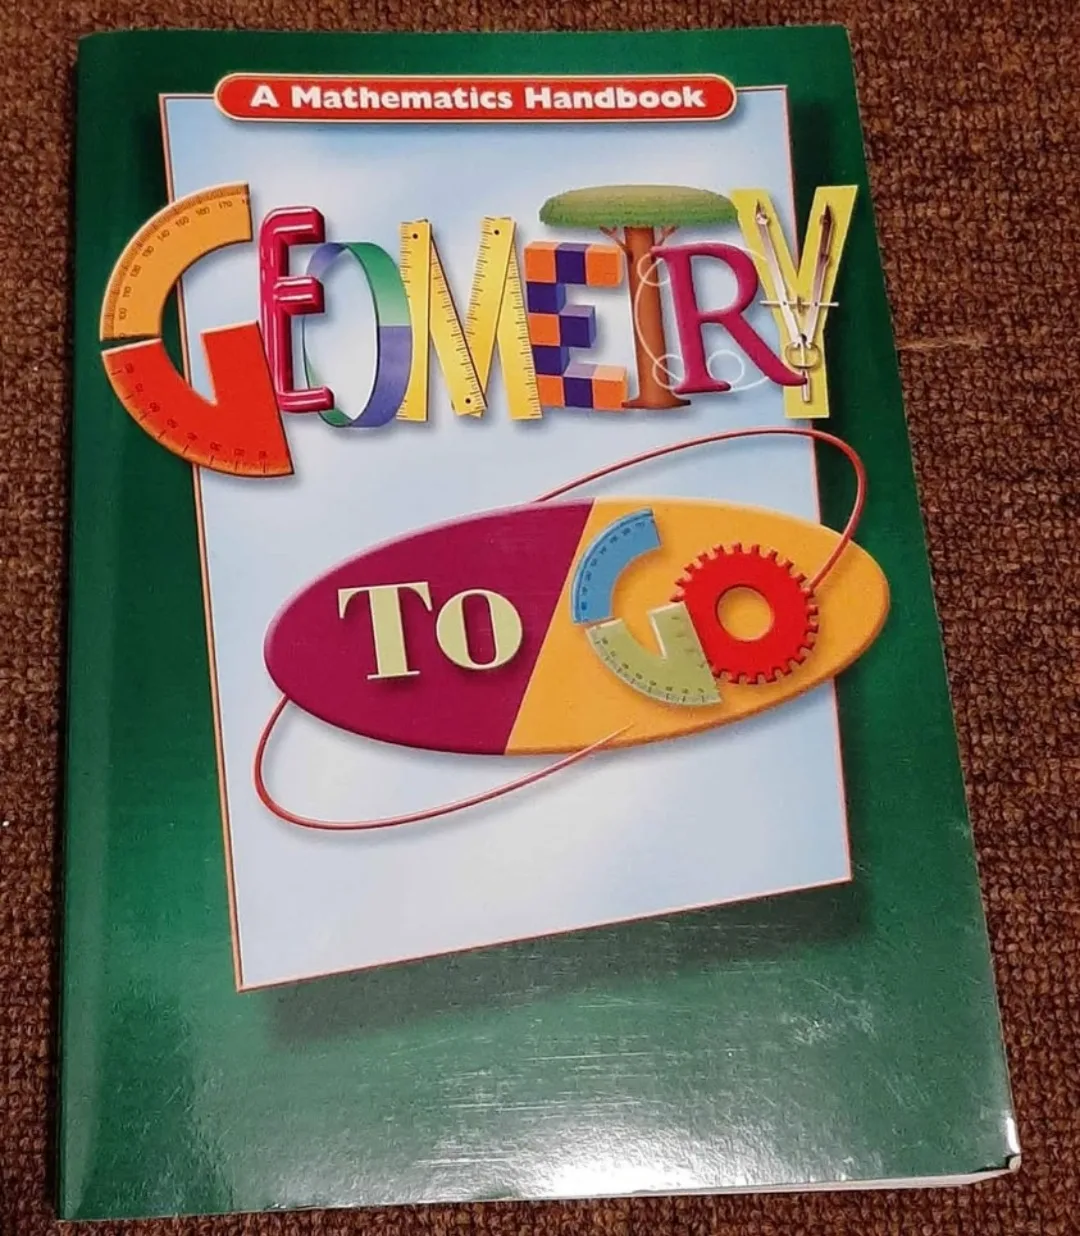 A Mathematics Handbook
GEOMETRY
To GO